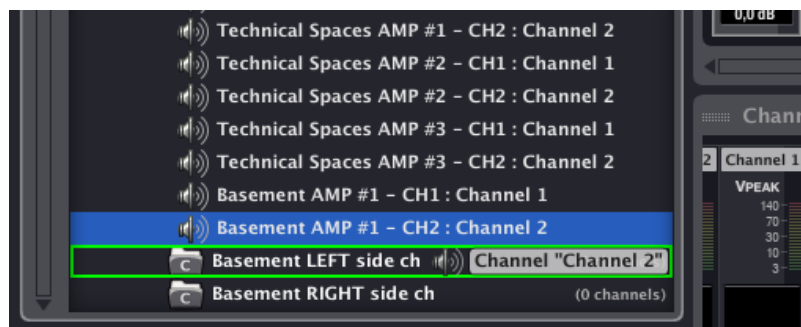 0,0 dB
Technical Spaces AMP #1 – CH2 : Channel 2
Technical Spaces AMP #2 – CH1 : Channel 1
Technical Spaces AMP #2 – CH2 : Channel 2
Technical Spaces AMP #3 – CH1 : Channel 1
Technical Spaces AMP #3 – CH2 : Channel 2
Basement AMP #1 – CH1 : Channel 1
Basement AMP #1 – CH2 : Channel 2
C Basement LEFT side ch Channel "Channel 2"
C Basement RIGHT side ch (0 channels)
Chann
2 Channel 1
VPEAK
140
70
30
10
3